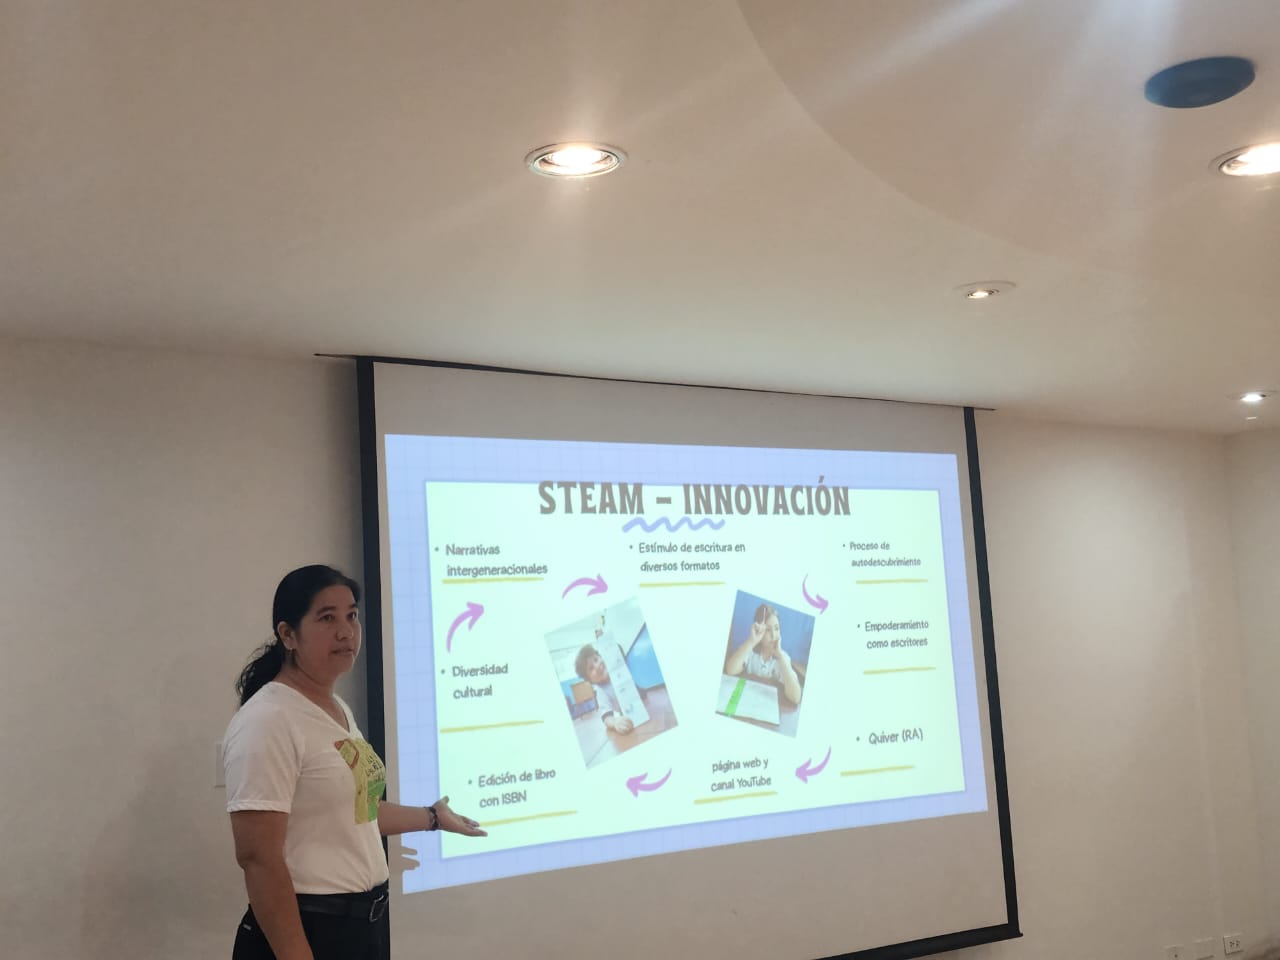 STEAM – INNOVACIÓN
• Narrativas
intergeneracionales
• Estímulo de escritura en
diversos formatos
• Proceso de
autodescubrimiento
• Empoderamiento
como escritores
• Quiver (RA)
página web y
canal YouTube
• Edición de libro
con ISBN
• Diversidad
cultural